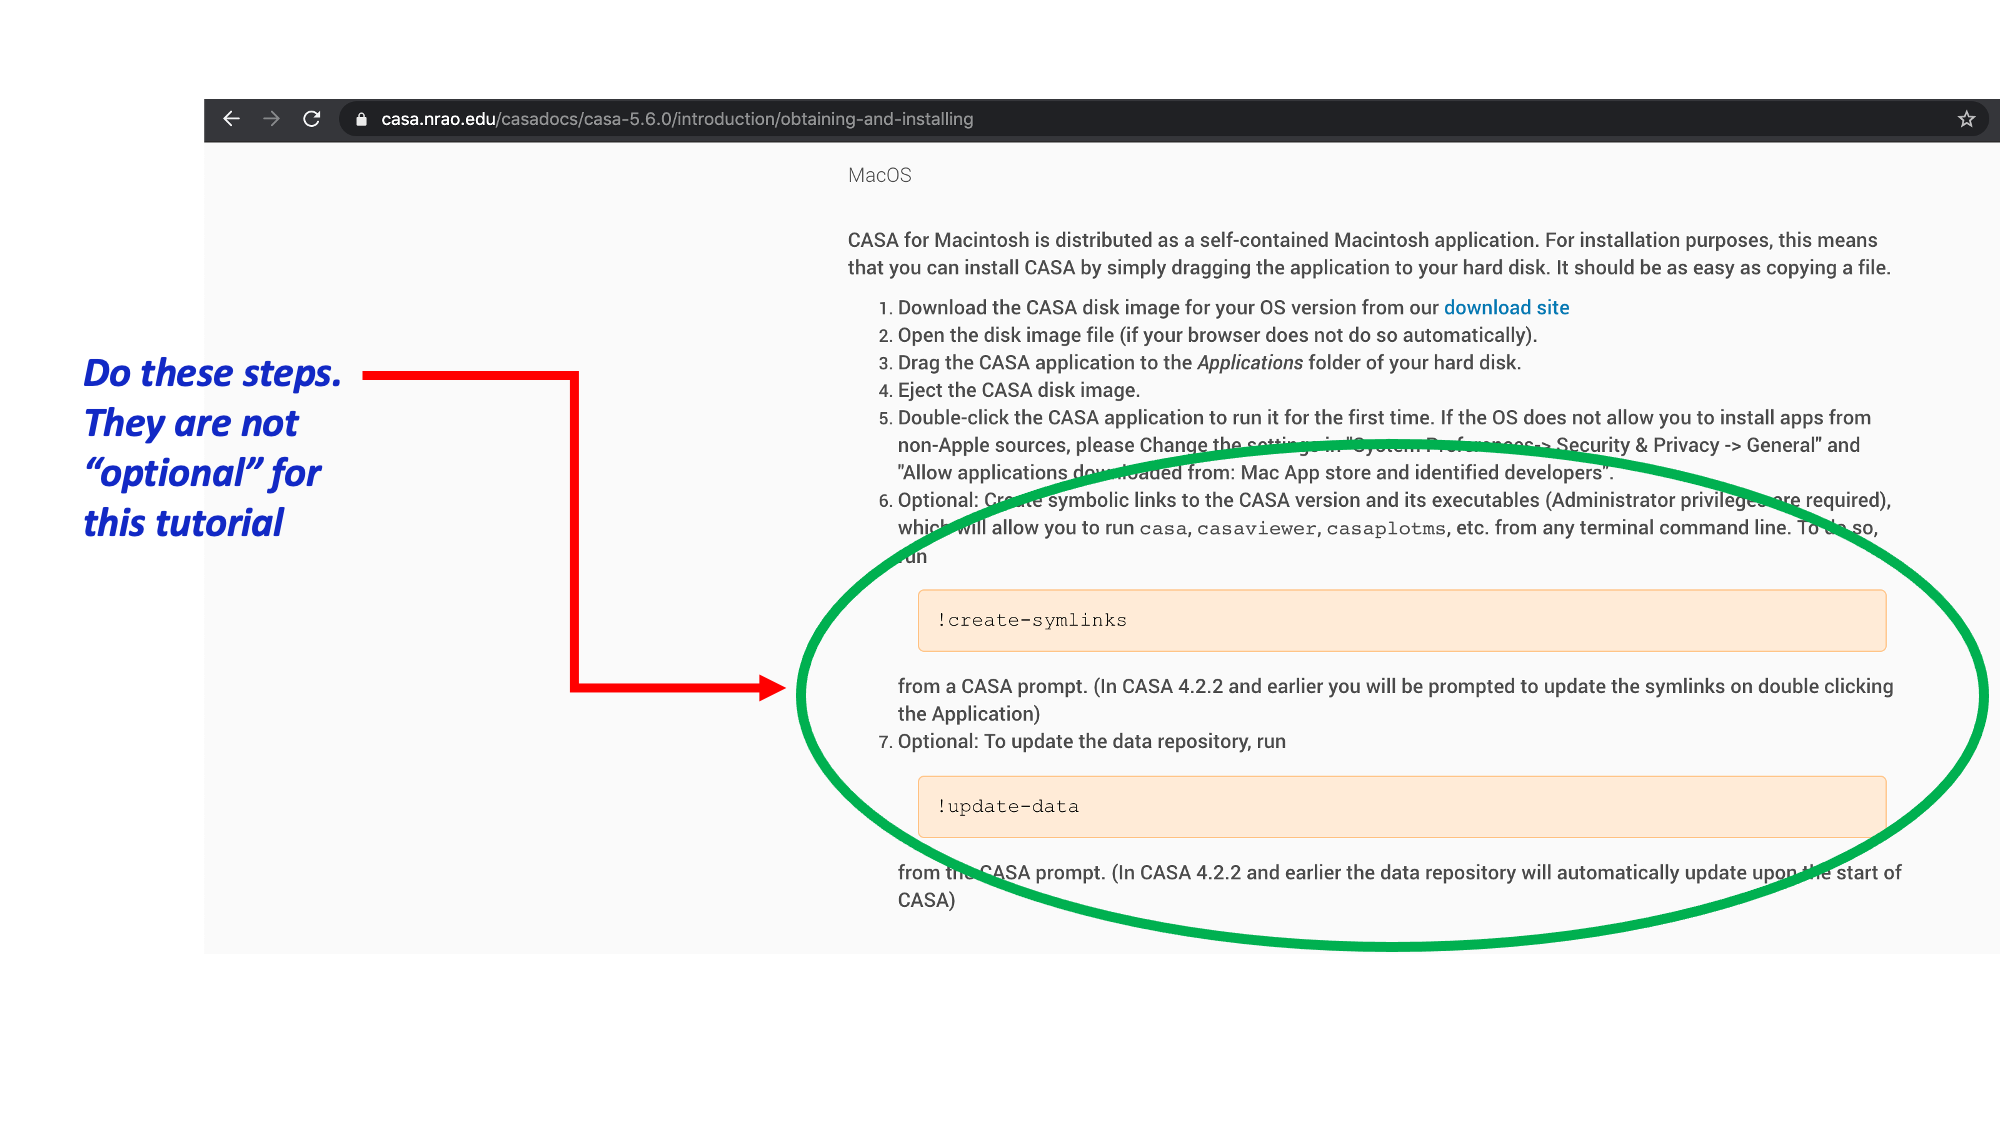 casa.nrao.edu/casadocs/casa-5.6.0/introduction/obtaining-and-installing
MacOS
CASA for Macintosh is distributed as a self-contained Macintosh application. For installation purposes, this means
that you can install CASA by simply dragging the application to your hard disk. It should be as easy as copying a file.
1. Download the CASA disk image for your OS version from our download site
2. Open the disk image file (if your browser does not do so automatically).
3. Drag the CASA application to the Applications folder of your hard disk.
4. Eject the CASA disk image.
5. Double-click the CASA application to run it for the first time. If the OS does not allow you to install apps from
non-Apple sources, please Change the settings in "System Preferences-> Security & Privacy -> General" and
"Allow applications downloaded from: Mac App store and identified developers".
6. Optional: Create symbolic links to the CASA version and its executables (Administrator privileges are required),
which will allow you to run casa, casaviewer, casaplotms, etc. from any terminal command line. To do so,
run
!create-symlinks
from a CASA prompt. (In CASA 4.2.2 and earlier you will be prompted to update the symlinks on double clicking
the Application)
7. Optional: To update the data repository, run
!update-data
from the CASA prompt. (In CASA 4.2.2 and earlier the data repository will automatically update upon the start of
CASA)
Do these steps.
They are not
“optional” for
this tutorial